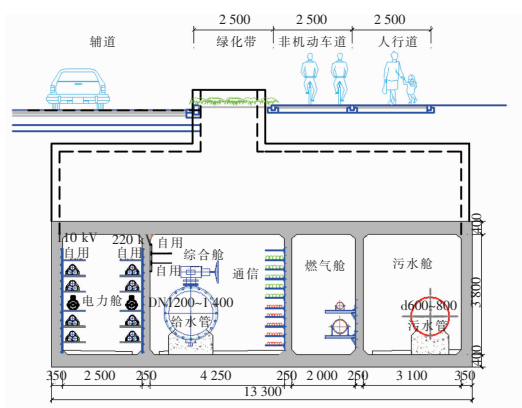 2 500 2 500 2 500
辅道 绿化带 非机动车道 人行道
110 kV 220 kV 自用
自用 自用 综合舱
自用 通信 燃气舱 污水舱
电力舱 DN1200~1 400 d600~800
给水管 污水管
400
3 800
400
350 2 500 250 4 250 250 2 000 250 3 100 350
13 300